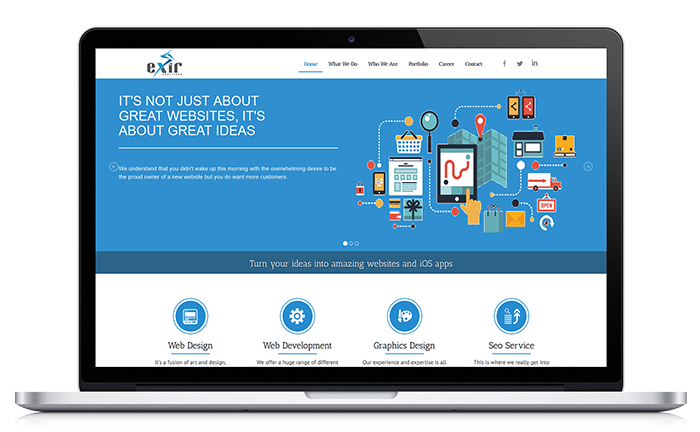 exir
SOLUTIONS
Home What We Do Who We Are Portfolio Career Contact
IT'S NOT JUST ABOUT
GREAT WEBSITES, IT'S
ABOUT GREAT IDEAS
We understand that you didn't wake up this morning with the overwhelming desire to be
the proud owner of a new website but you do want more customers.
OPEN
Turn your ideas into amazing websites and iOS apps
Web Design Web Development Graphics Design Seo Service
It's a fusion of art and design, We offer a huge range of different Our experience and expertise is all This is where we really get into